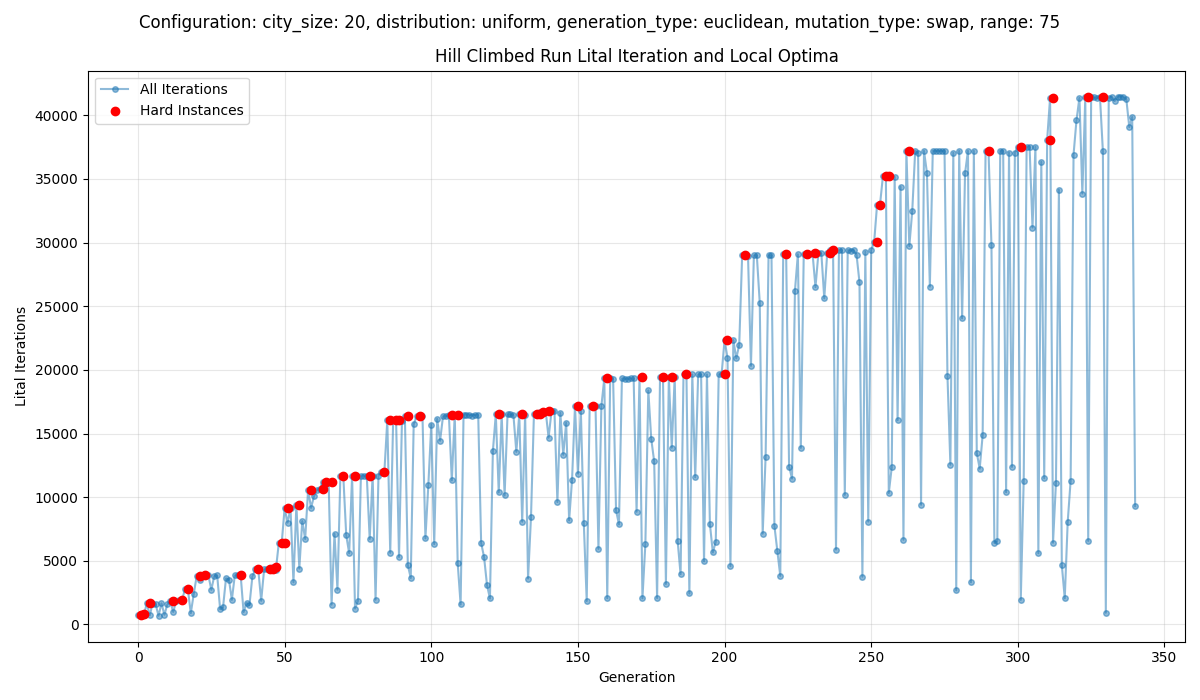 Configuration: city_size: 20, distribution: uniform, generation_type: euclidean, mutation_type: swap, range: 75
Hill Climbed Run Lital Iteration and Local Optima
All Iterations
Hard Instances
Lital Iterations
40000
35000
30000
25000
20000
15000
10000
5000
0
0 50 100 150 200 250 300 350
Generation